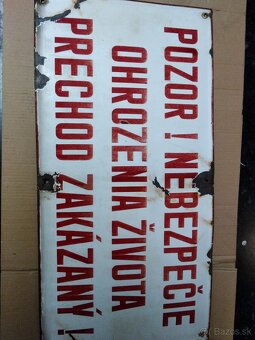 POZOR ! NEBEZPEČIE
OHROZENIA ŽIVOTA
PRECHOD ZAKÁZANÝ !
© Bazos.sk